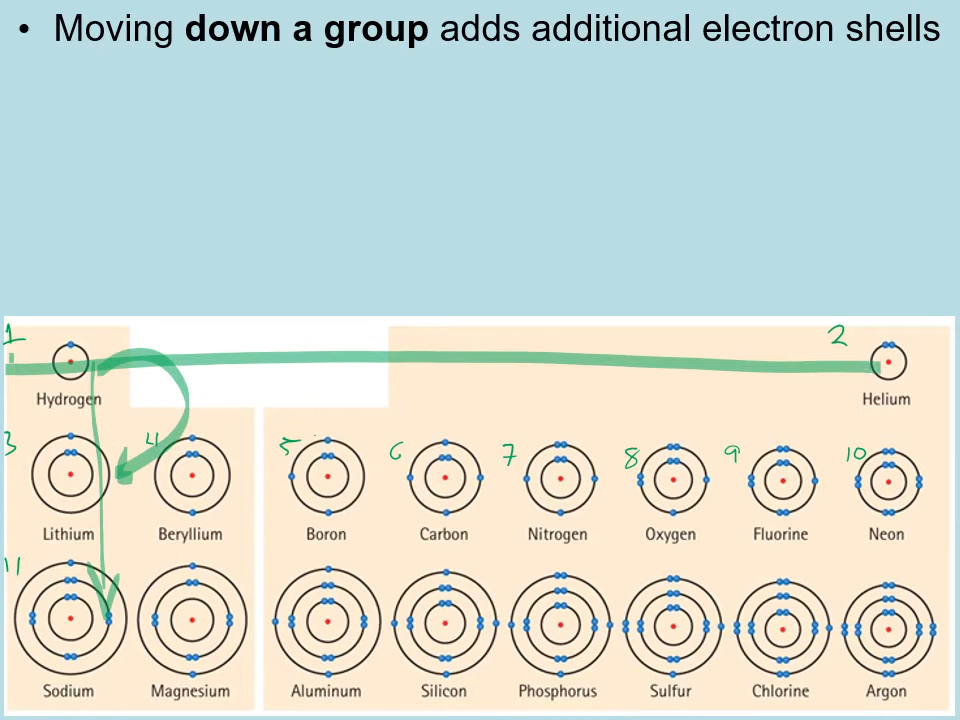 • Moving down a group adds additional electron shells
1
2
Hydrogen
Helium
3
4
5
6
7
8
9
10
Lithium
Beryllium
Boron
Carbon
Nitrogen
Oxygen
Fluorine
Neon
11
Sodium
Magnesium
Aluminum
Silicon
Phosphorus
Sulfur
Chlorine
Argon